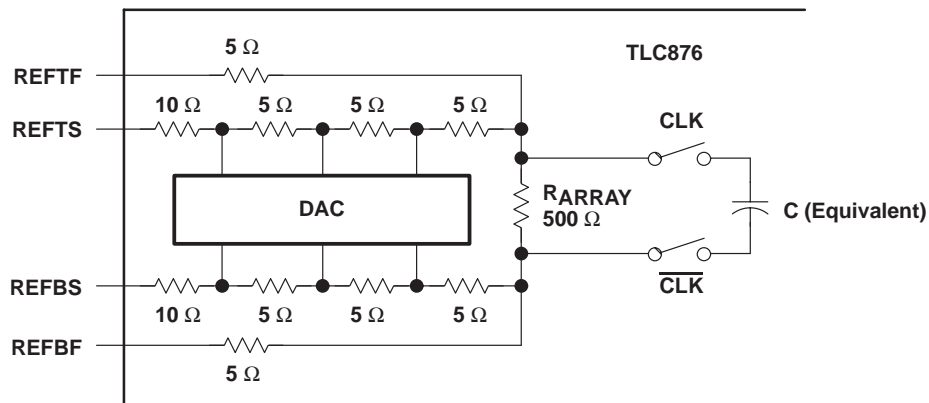 5 Ω
TLC876
REFTF
10 Ω 5 Ω 5 Ω 5 Ω
REFTS
CLK
RARRAY
500 Ω
DAC
C (Equivalent)
REFBS
CLK
10 Ω 5 Ω 5 Ω 5 Ω
REFBF
5 Ω